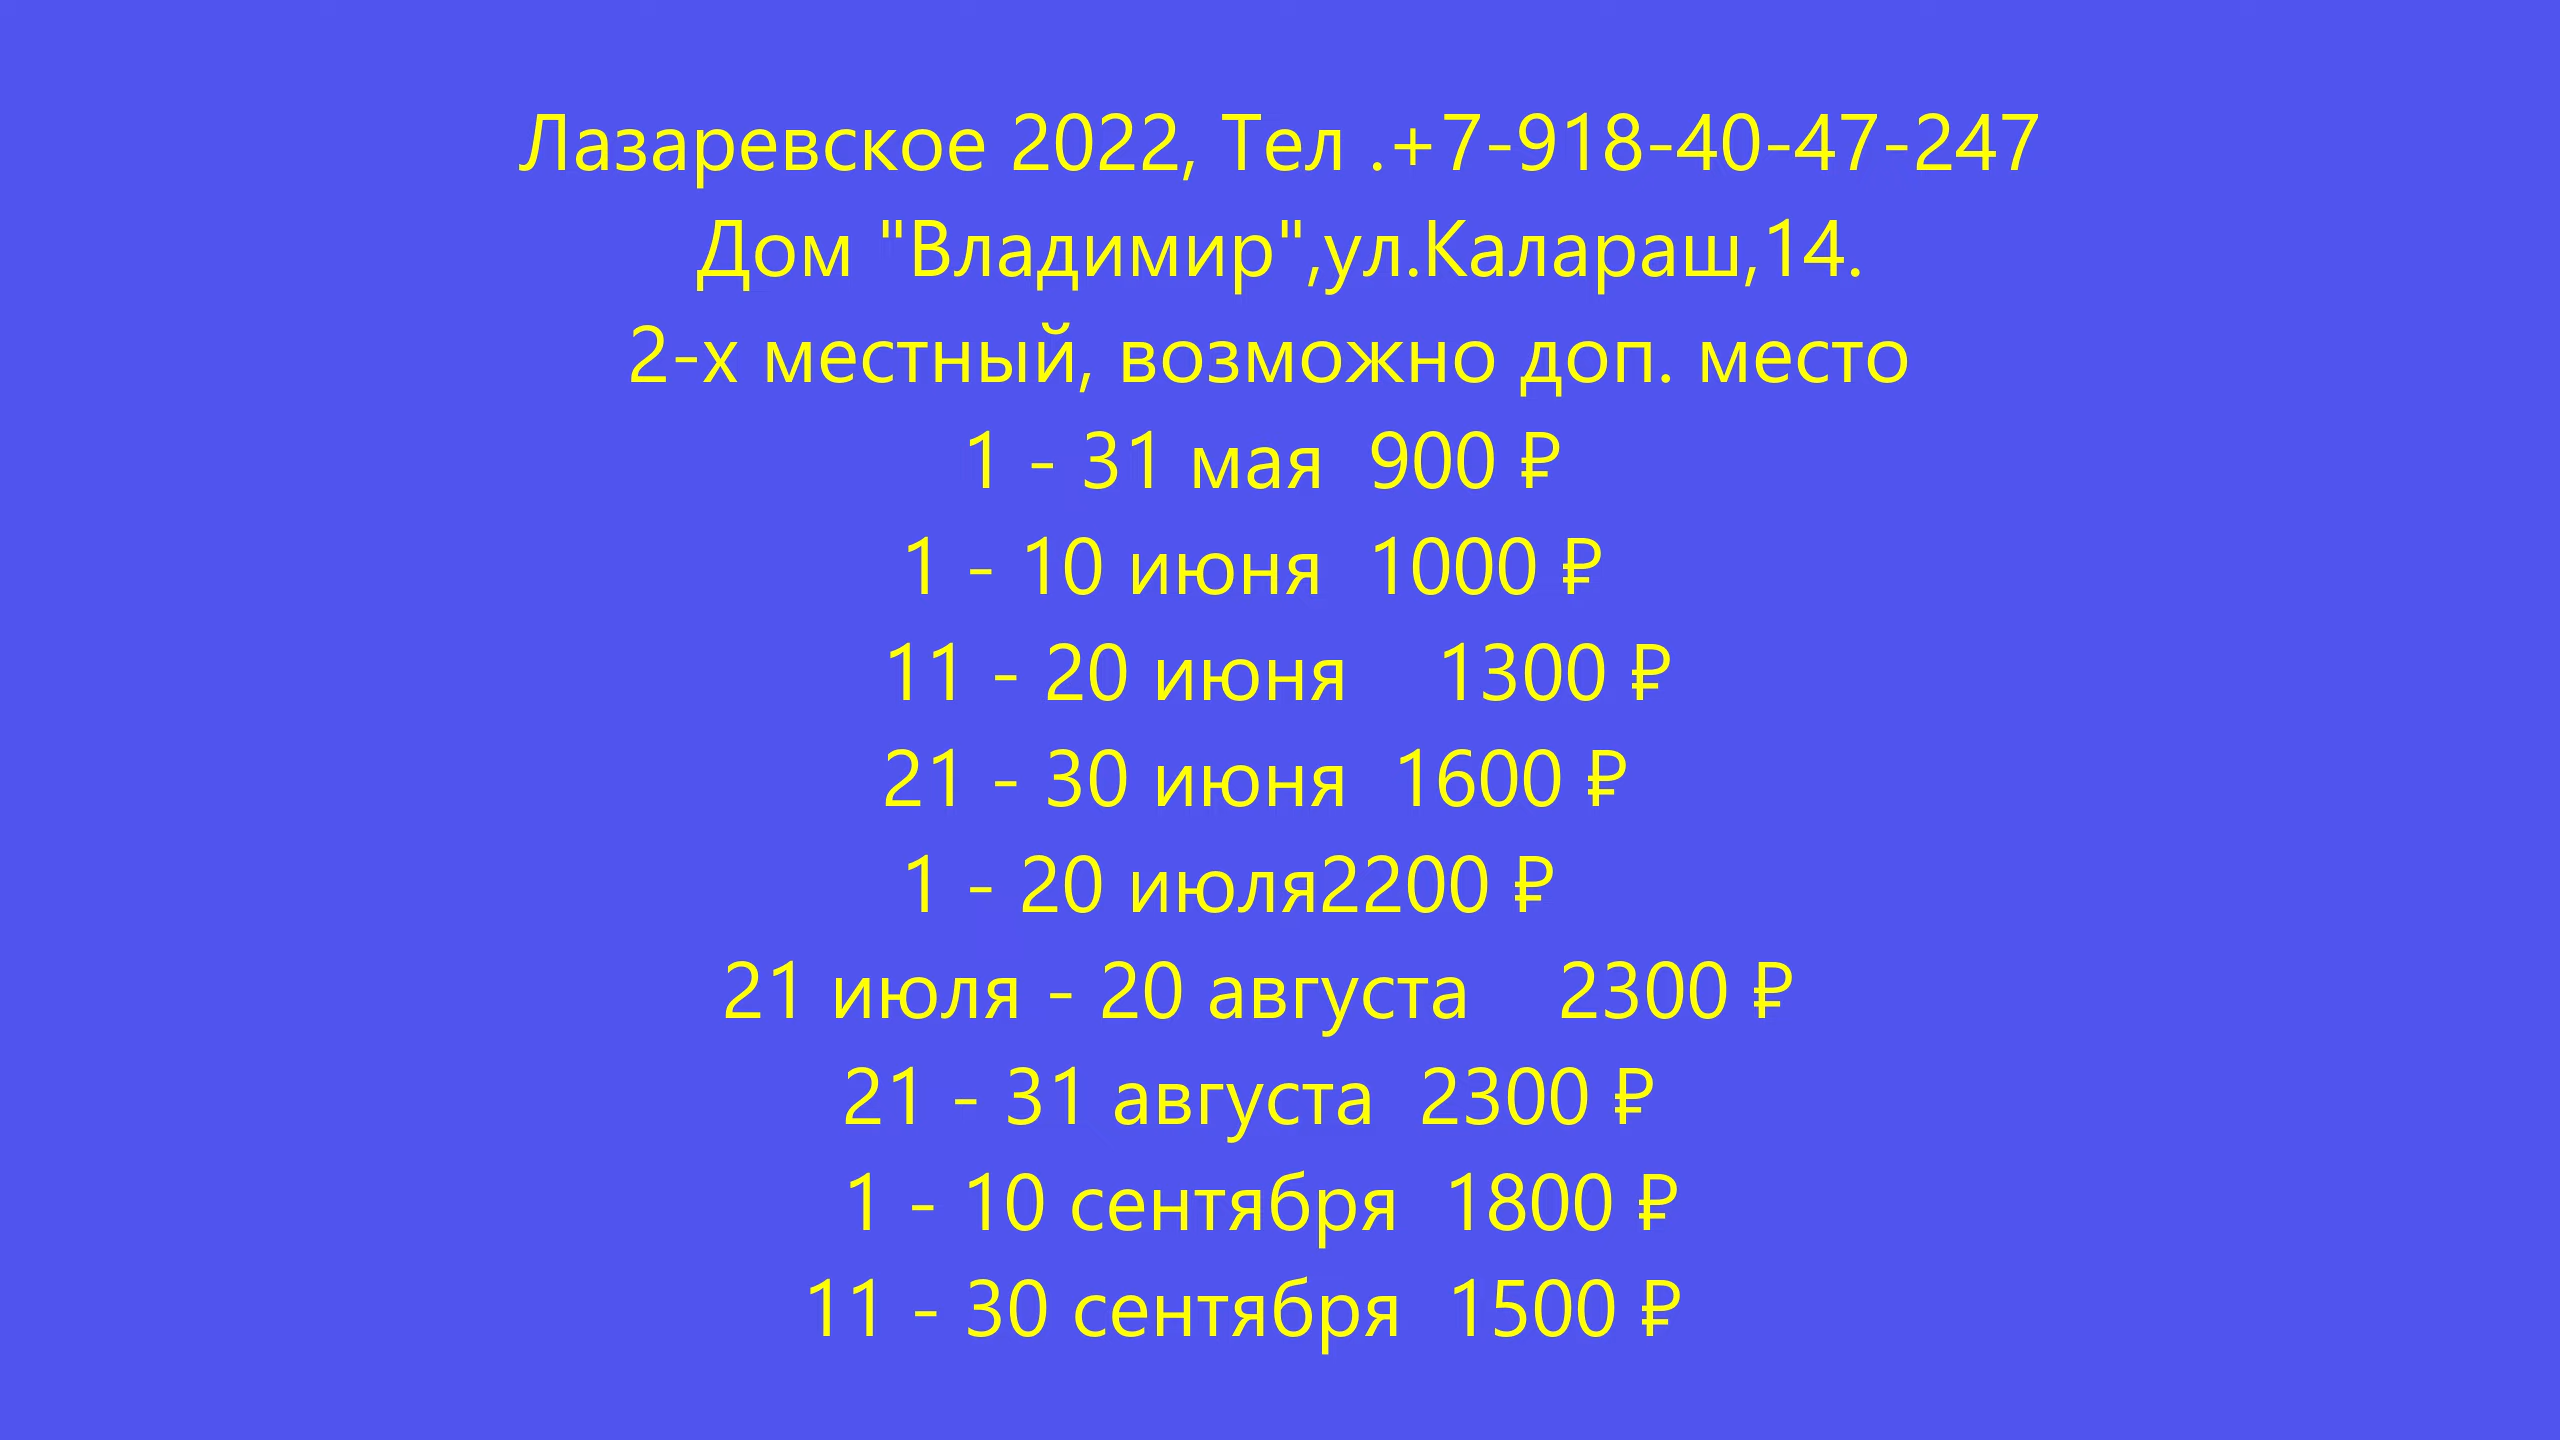 Лазаревское 2022, Тел .+7-918-40-47-247
Дом "Владимир",ул.Калараш,14.
2-х местный, возможно доп. место
1 - 31 мая 900 ₽
1 - 10 июня 1000 ₽
11 - 20 июня 1300 ₽
21 - 30 июня 1600 ₽
1 - 20 июля2200 ₽
21 июля - 20 августа 2300 ₽
21 - 31 августа 2300 ₽
1 - 10 сентября 1800 ₽
11 - 30 сентября 1500 ₽